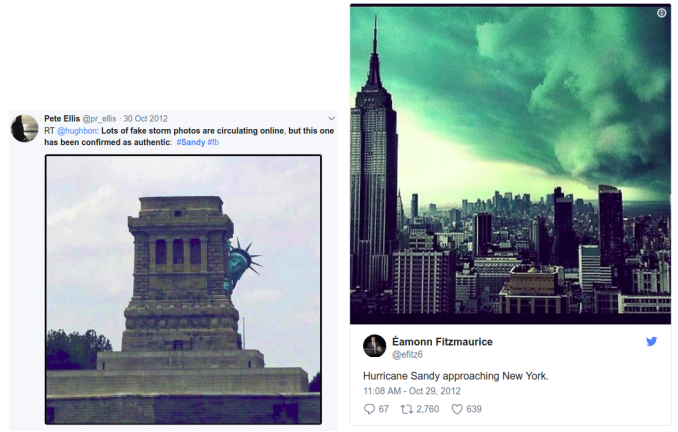 Pete Ellis @pr_ellis · 30 Oct 2012
RT @hughbon: Lots of fake storm photos are circulating online, but this one
has been confirmed as authentic: #Sandy #fb
Éamonn Fitzmaurice
@efitz6
Hurricane Sandy approaching New York.
11:08 AM - Oct 29, 2012
67 2,760 639